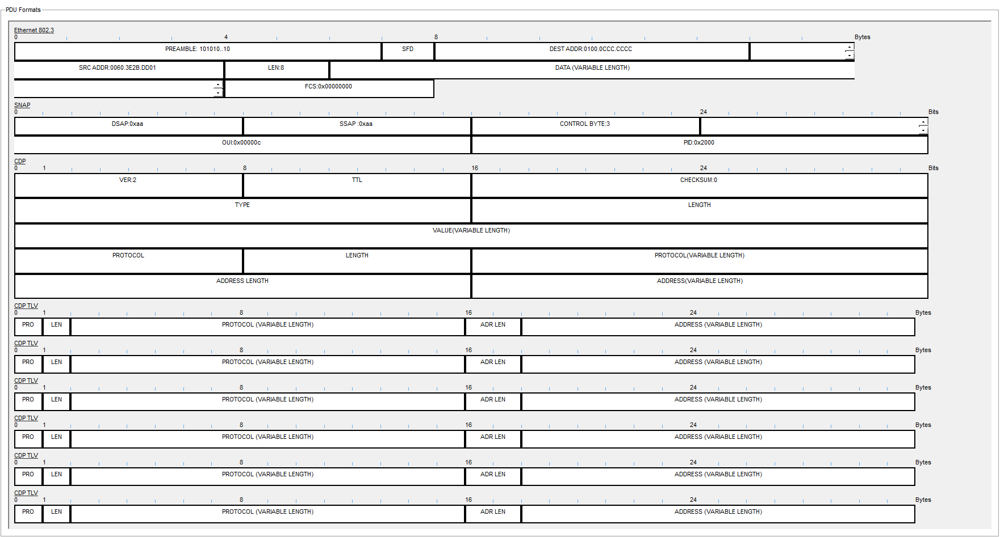 PDU Formats
Ethernet 802.3
0 4 8 Bytes
PREAMBLE: 101010..10 SFD DEST ADDR:0100.0CCC.CCCC
SRC ADDR:0060.3E2B.DD01 LEN:8 DATA (VARIABLE LENGTH)
FCS:0x00000000
SNAP
0 24 Bits
DSAP:0xaa SSAP :0xaa CONTROL BYTE:3
OUI:0x00000c PID:0x2000
CDP
0 1 8 16 24 Bits
VER:2 TTL CHECKSUM:0
TYPE LENGTH
VALUE(VARIABLE LENGTH)
PROTOCOL LENGTH PROTOCOL(VARIABLE LENGTH)
ADDRESS LENGTH ADDRESS(VARIABLE LENGTH)
CDP TLV
0 1 8 16 24 Bytes
PRO LEN PROTOCOL (VARIABLE LENGTH) ADR LEN ADDRESS (VARIABLE LENGTH)
CDP TLV
0 1 8 16 24 Bytes
PRO LEN PROTOCOL (VARIABLE LENGTH) ADR LEN ADDRESS (VARIABLE LENGTH)
CDP TLV
0 1 8 16 24 Bytes
PRO LEN PROTOCOL (VARIABLE LENGTH) ADR LEN ADDRESS (VARIABLE LENGTH)
CDP TLV
0 1 8 16 24 Bytes
PRO LEN PROTOCOL (VARIABLE LENGTH) ADR LEN ADDRESS (VARIABLE LENGTH)
CDP TLV
0 1 8 16 24 Bytes
PRO LEN PROTOCOL (VARIABLE LENGTH) ADR LEN ADDRESS (VARIABLE LENGTH)
CDP TLV
0 1 8 16 24 Bytes
PRO LEN PROTOCOL (VARIABLE LENGTH) ADR LEN ADDRESS (VARIABLE LENGTH)